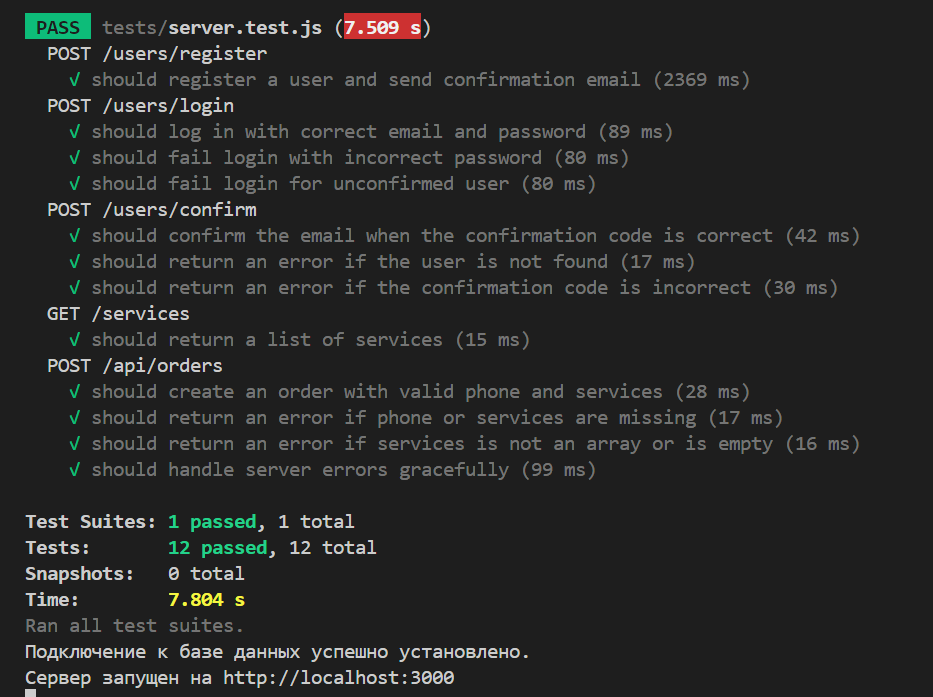 PASS tests/server.test.js (7.509 s)
POST /users/register
√ should register a user and send confirmation email (2369 ms)
POST /users/login
√ should log in with correct email and password (89 ms)
√ should fail login with incorrect password (80 ms)
√ should fail login for unconfirmed user (80 ms)
POST /users/confirm
√ should confirm the email when the confirmation code is correct (42 ms)
√ should return an error if the user is not found (17 ms)
√ should return an error if the confirmation code is incorrect (30 ms)
GET /services
√ should return a list of services (15 ms)
POST /api/orders
√ should create an order with valid phone and services (28 ms)
√ should return an error if phone or services are missing (17 ms)
√ should return an error if services is not an array or is empty (16 ms)
√ should handle server errors gracefully (99 ms)
Test Suites: 1 passed, 1 total
Tests: 12 passed, 12 total
Snapshots: 0 total
Time: 7.804 s
Ran all test suites.
Подключение к базе данных успешно установлено.
Сервер запущен на http://localhost:3000